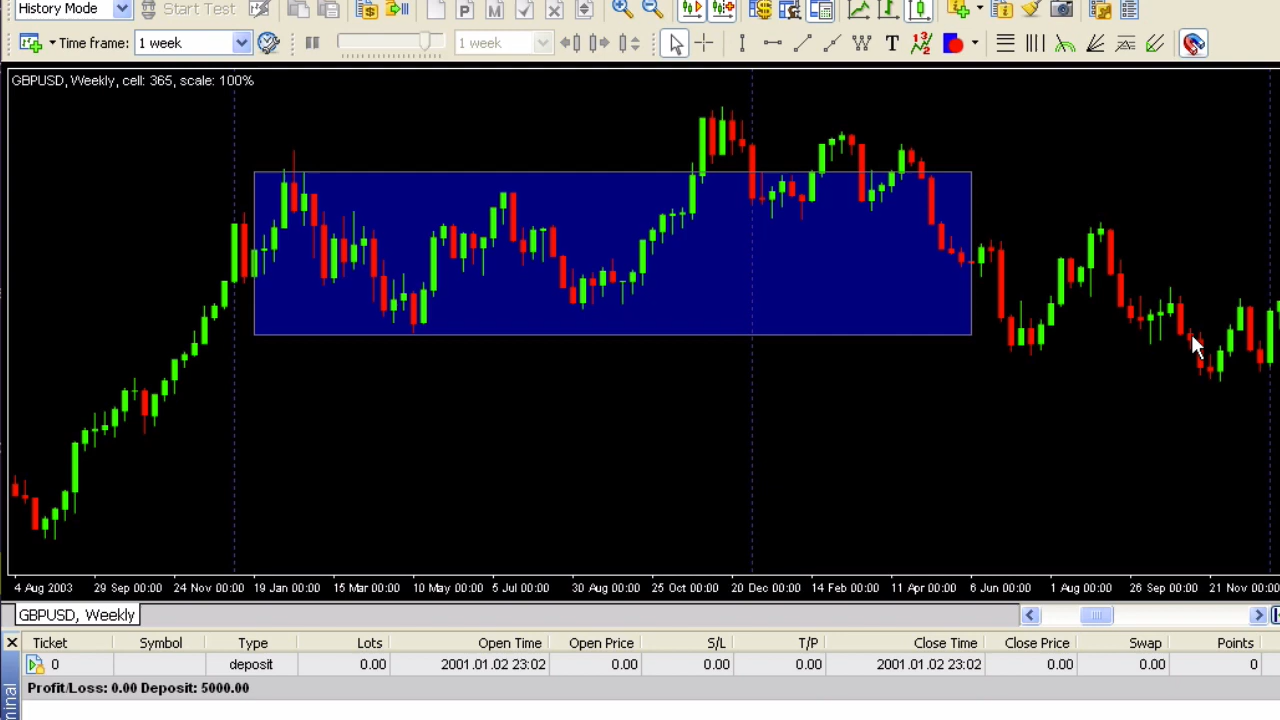 History Mode Start Test P M
Time frame: 1 week 1 week T
GBPUSD, Weekly, cell: 365, scale: 100%
4 Aug 2003 29 Sep 00:00 24 Nov 00:00 19 Jan 00:00 15 Mar 00:00 10 May 00:00 5 Jul 00:00 30 Aug 00:00 25 Oct 00:00 20 Dec 00:00 14 Feb 00:00 11 Apr 00:00 6 Jun 00:00 1 Aug 00:00 26 Sep 00:00 21 Nov 00:00
GBPUSD, Weekly
Ticket Symbol Type Lots Open Time Open Price S/L T/P Close Time Close Price Swap Points
0 deposit 0.00 2001.01.02 23:02 0.00 0.00 0.00 2001.01.02 23:02 0.00 0.00 0
Profit/Loss: 0.00 Deposit: 5000.00